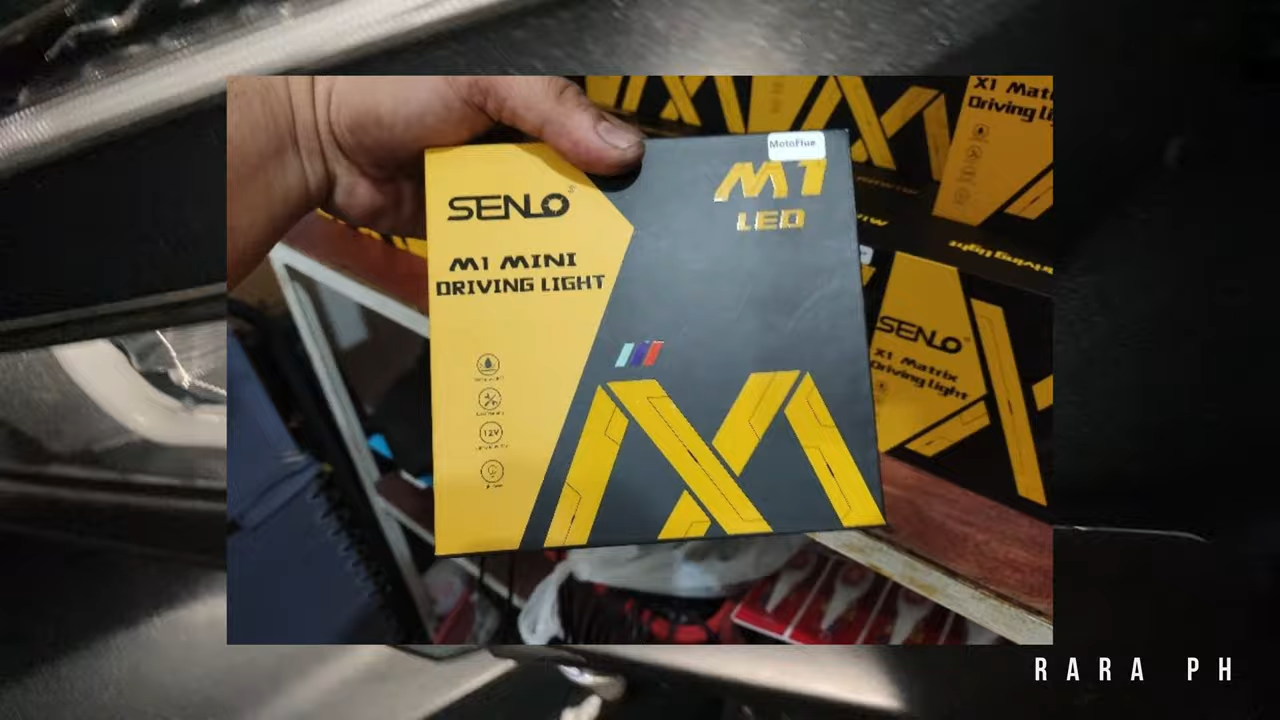 MotoFlue
M1
LED
SENLO
M1 MINI
DRIVING LIGHT
12V
X1 Matrix
Driving Light
SENLO
X1 Matrix
Driving Light
RARA PH